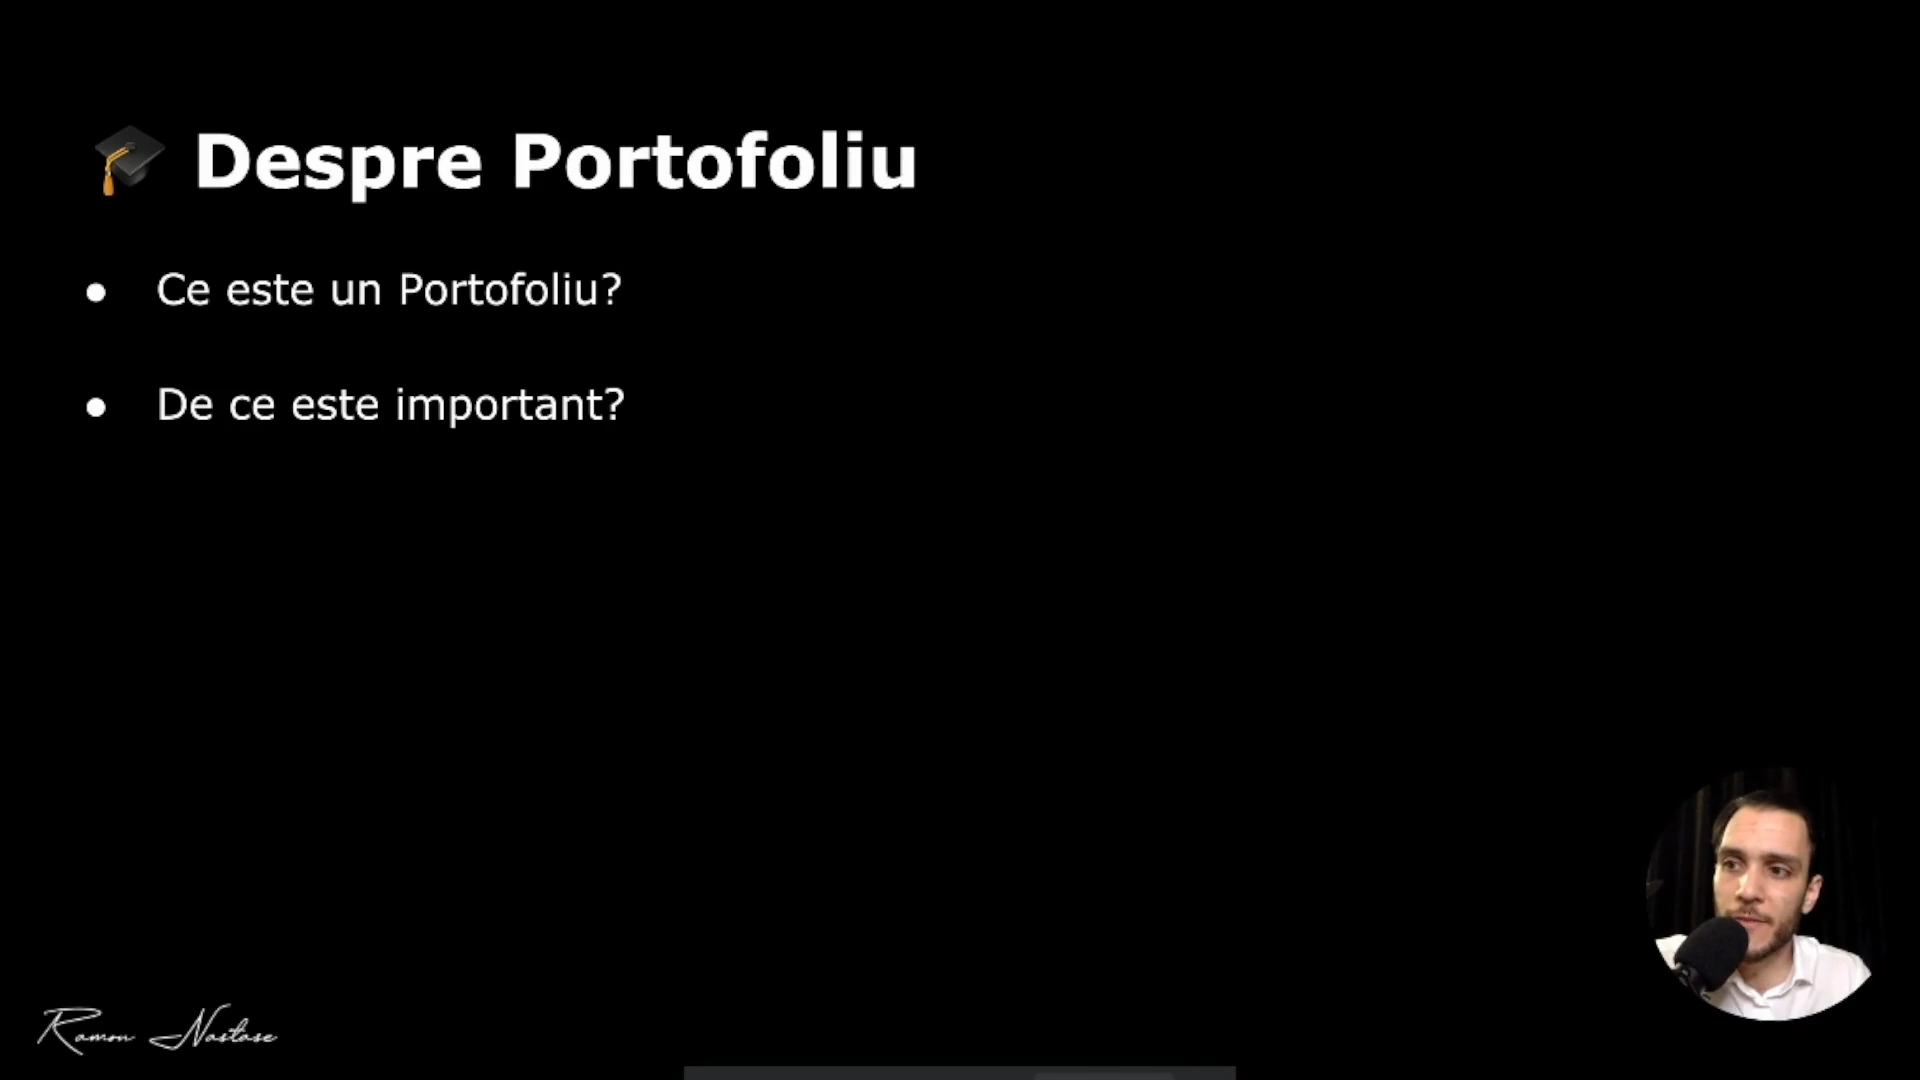 Despre Portofoliu
Ce este un Portofoliu?
De ce este important?
Ramon Nastase